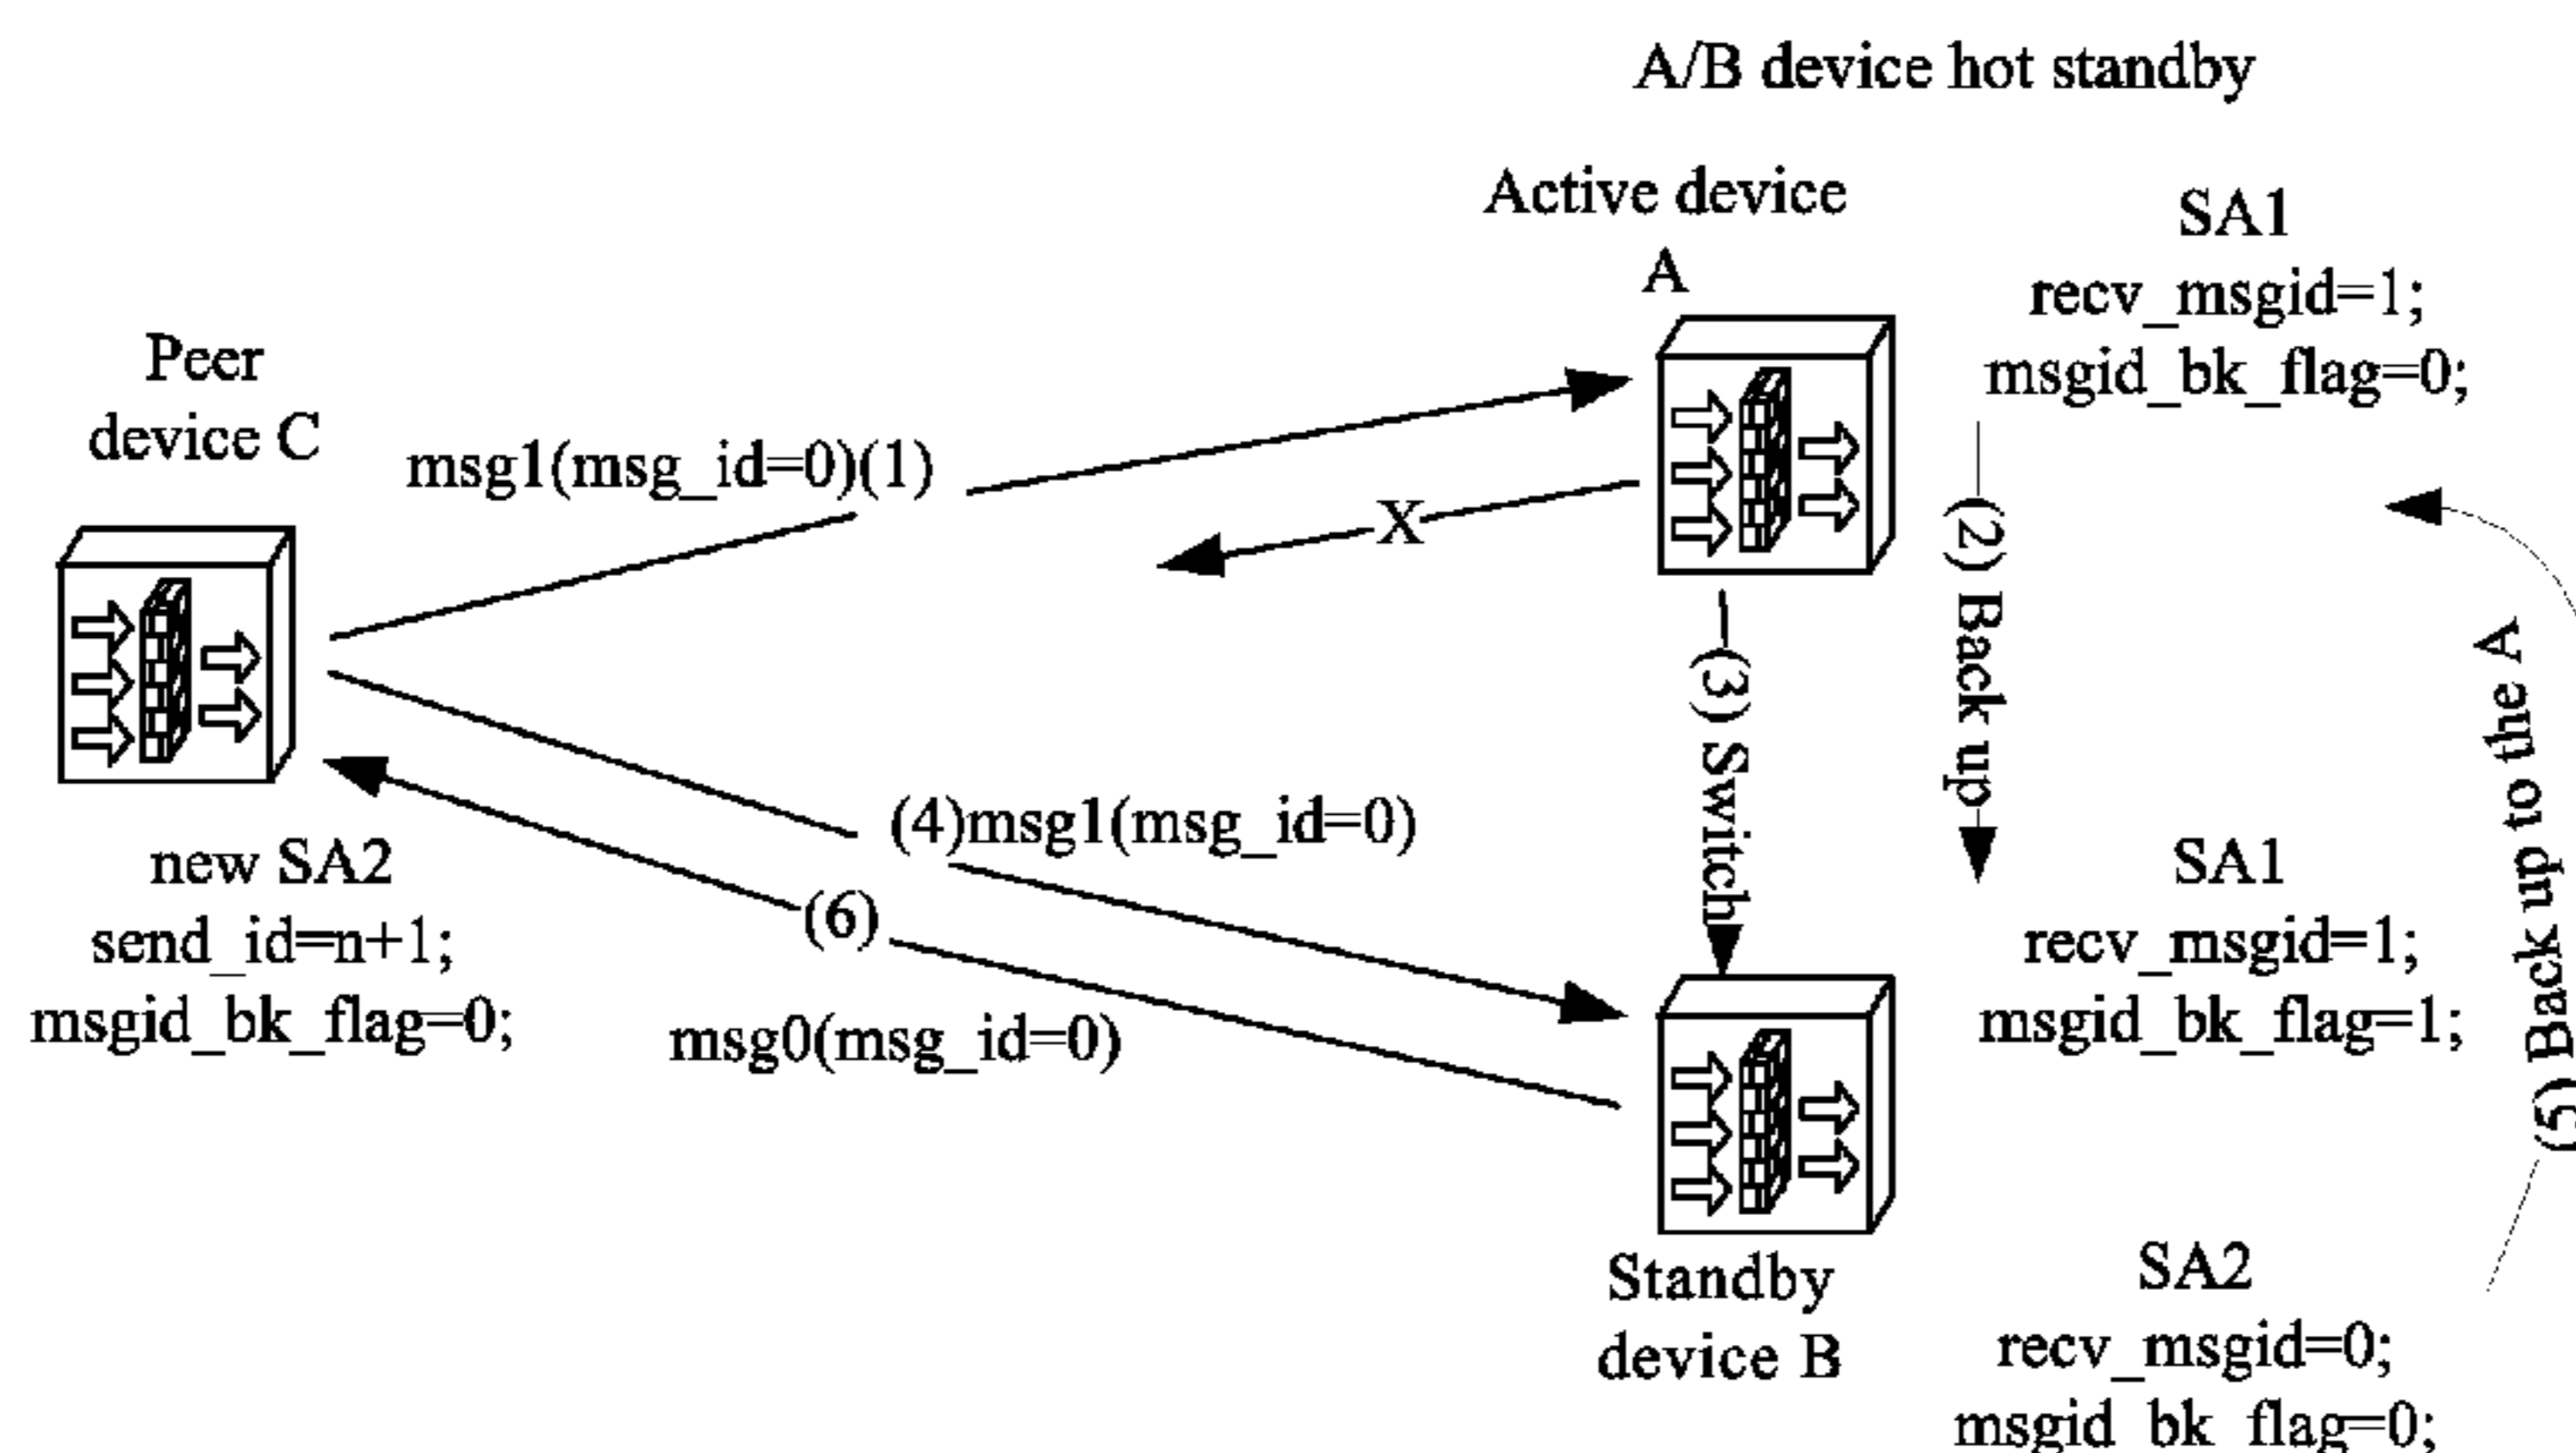 A/B device hot standby
Active device
A
SA1
recv_msgid=1;
msgid_bk_flag=0;
Peer
device C
msg1(msg_id=0)(1)
X
(2) Back up
(3) Switch
(5) Back up to the A
(4)msg1(msg_id=0)
(6)
msg0(msg_id=0)
new SA2
send_id=n+1;
msgid_bk_flag=0;
SA1
recv_msgid=1;
msgid_bk_flag=1;
Standby
device B
SA2
recv_msgid=0;
msgid_bk_flag=0;